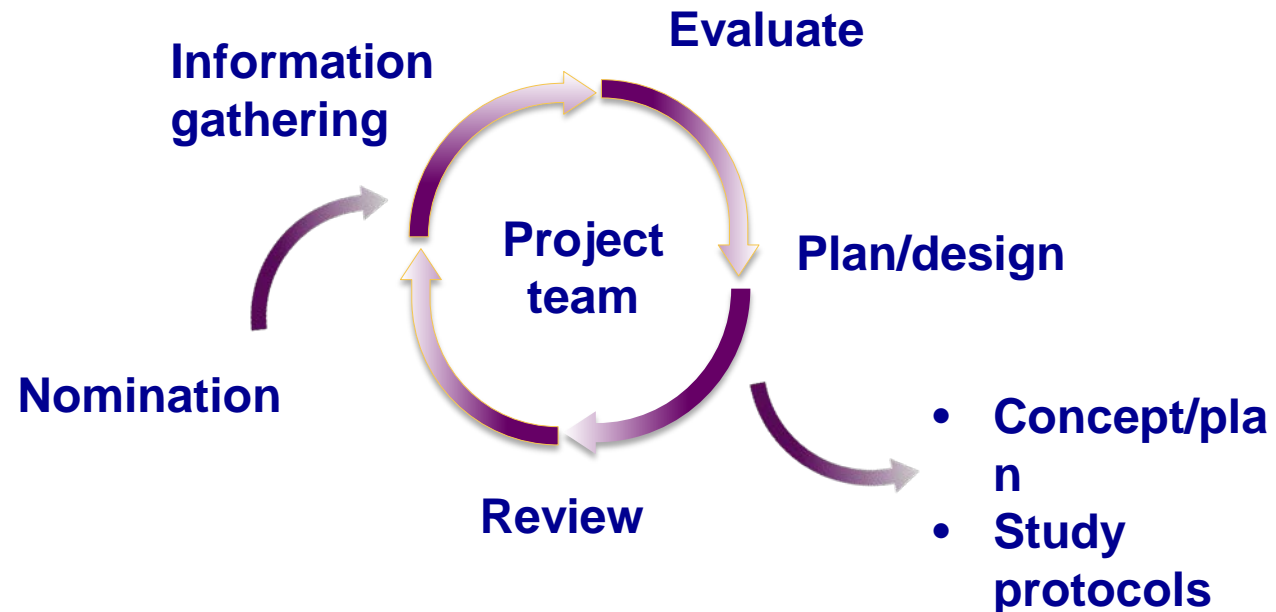 Evaluate
Information
gathering
Project
team
Plan/design
Nomination
Review
• Concept/pla
n
• Study
protocols